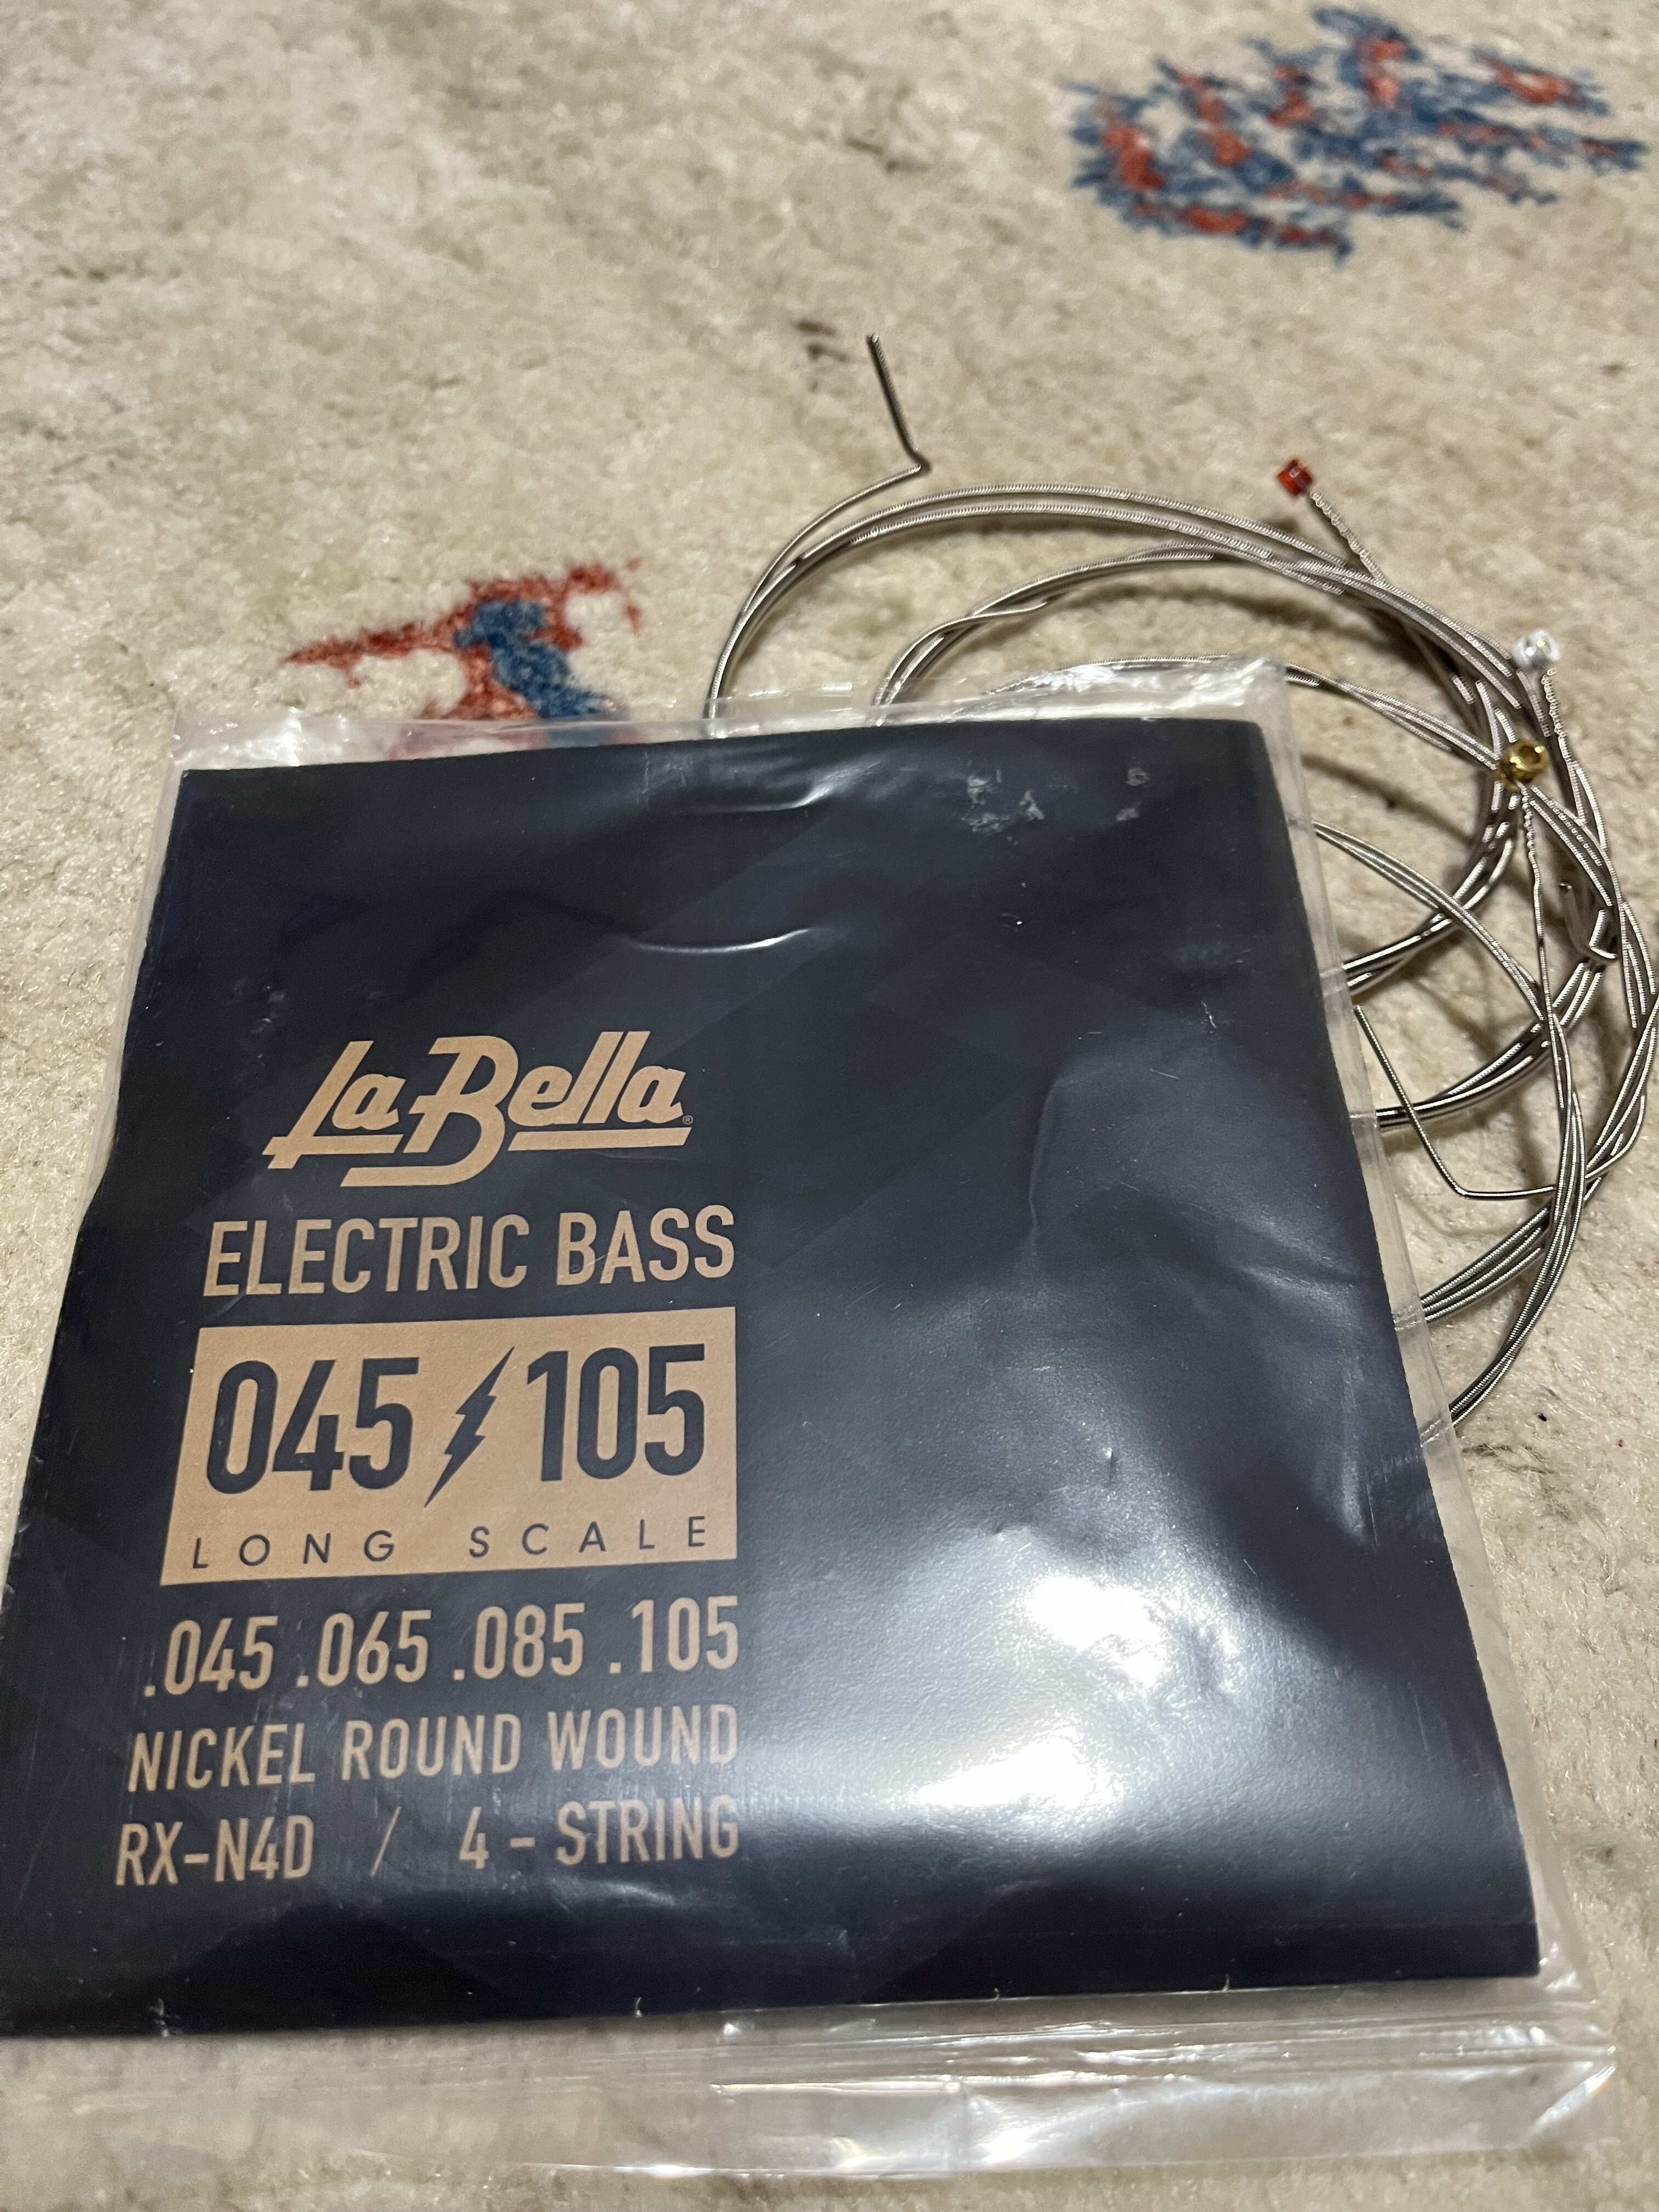 La Bella®
ELECTRIC BASS
045 105
LONG SCALE
.045 .065 .085 .105
NICKEL ROUND WOUND
RX-N4D / 4 - STRING